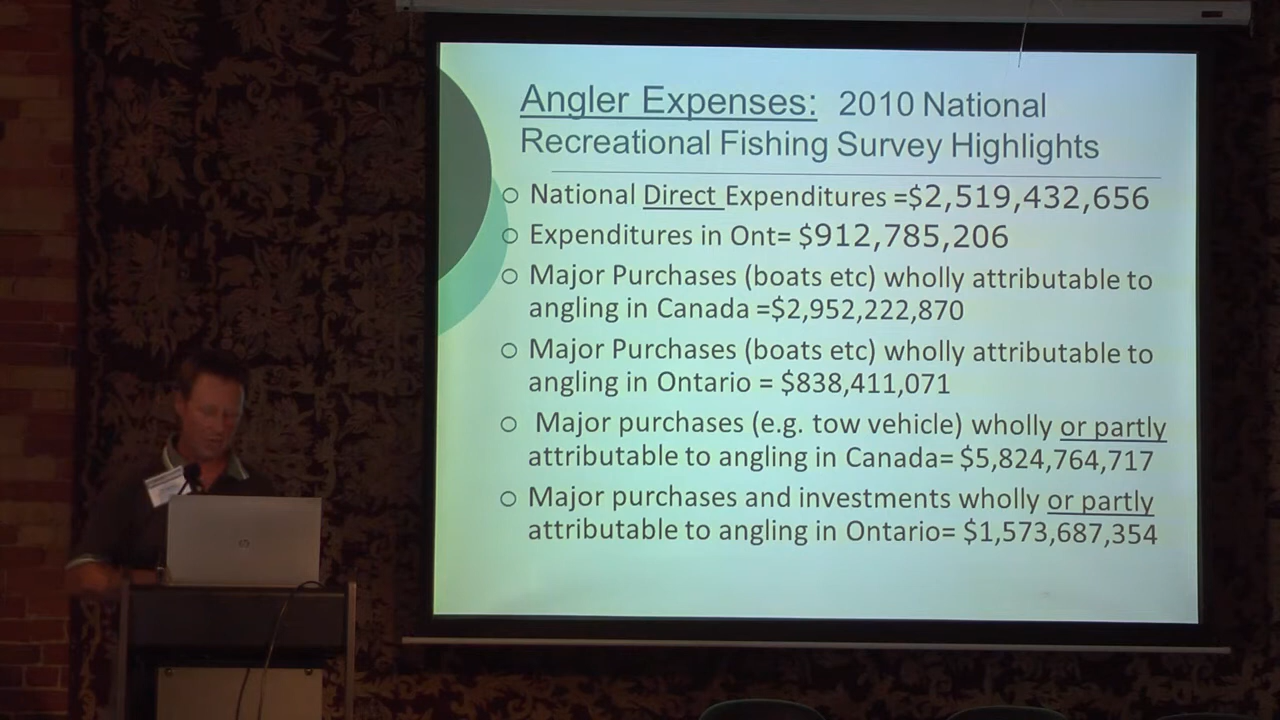 Angler Expenses: 2010 National
Recreational Fishing Survey Highlights
National Direct Expenditures =$2,519,432,656
Expenditures in Ont= $912,785,206
Major Purchases (boats etc) wholly attributable to
angling in Canada =$2,952,222,870
Major Purchases (boats etc) wholly attributable to
angling in Ontario = $838,411,071
Major purchases (e.g. tow vehicle) wholly or partly
attributable to angling in Canada= $5,824,764,717
Major purchases and investments wholly or partly
attributable to angling in Ontario= $1,573,687,354